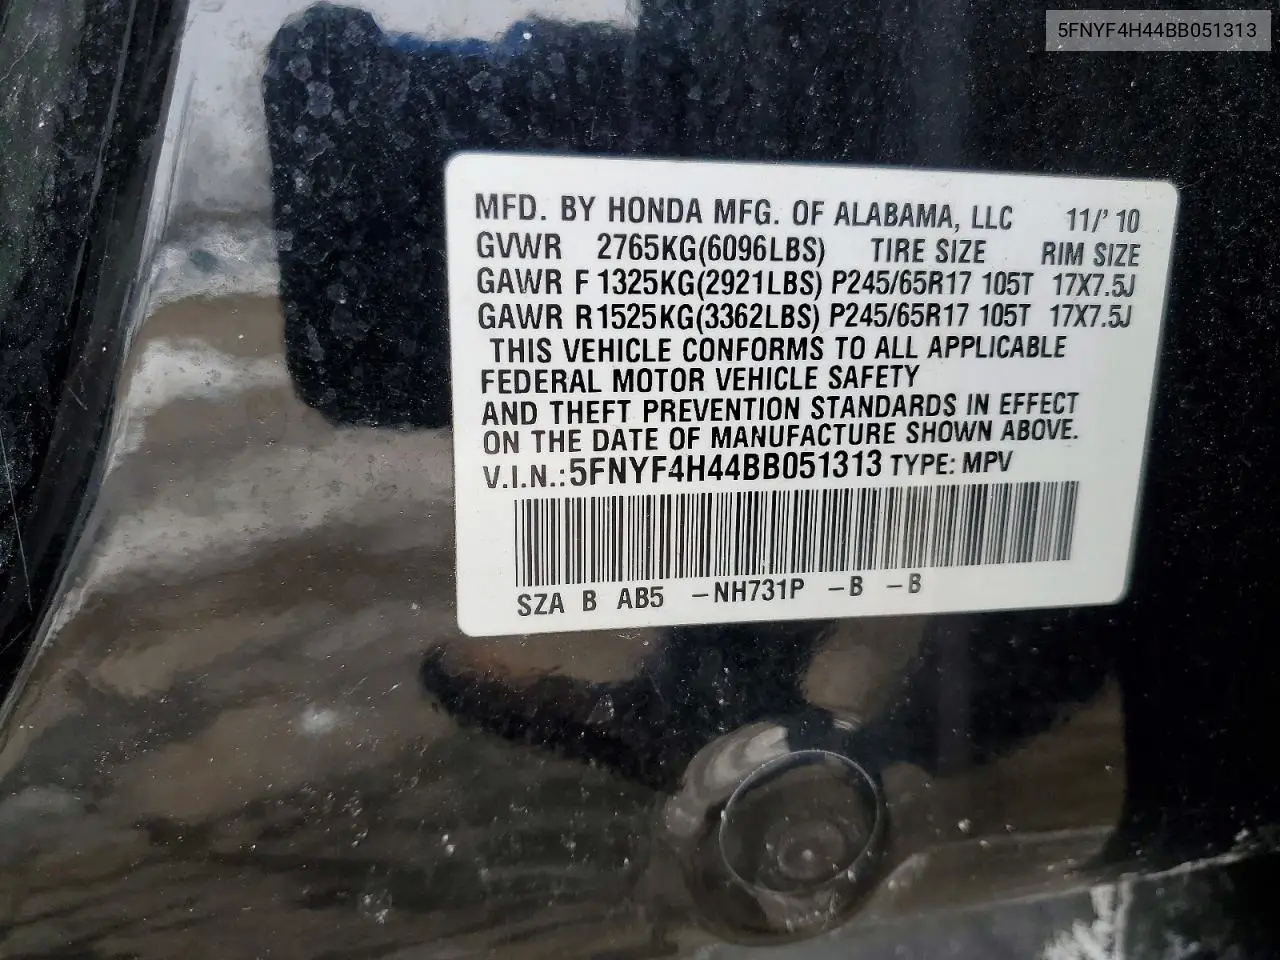 5FNYF4H44BB051313
MFD. BY HONDA MFG. OF ALABAMA, LLC 11/'10
GVWR 2765KG(6096LBS) TIRE SIZE RIM SIZE
GAWR F 1325KG(2921LBS) P245/65R17 105T 17X7.5J
GAWR R1525KG(3362LBS) P245/65R17 105T 17X7.5J
THIS VEHICLE CONFORMS TO ALL APPLICABLE
FEDERAL MOTOR VEHICLE SAFETY
AND THEFT PREVENTION STANDARDS IN EFFECT
ON THE DATE OF MANUFACTURE SHOWN ABOVE.
V.I.N.:5FNYF4H44BB051313 TYPE: MPV
SZA B AB5 -NH731P -B -B